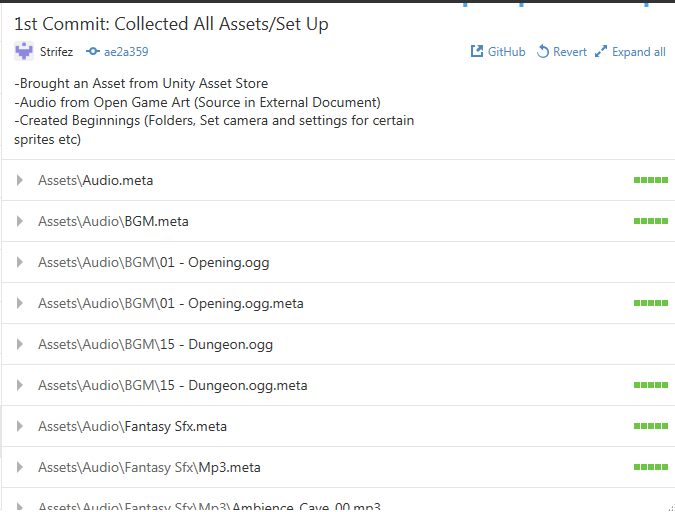 1st Commit: Collected All Assets/Set Up
Strifez ae2a359 GitHub Revert Expand all
-Brought an Asset from Unity Asset Store
-Audio from Open Game Art (Source in External Document)
-Created Beginnings (Folders, Set camera and settings for certain
sprites etc)
Assets\Audio.meta
Assets\Audio\BGM.meta
Assets\Audio\BGM\01 - Opening.ogg
Assets\Audio\BGM\01 - Opening.ogg.meta
Assets\Audio\BGM\15 - Dungeon.ogg
Assets\Audio\BGM\15 - Dungeon.ogg.meta
Assets\Audio\Fantasy Sfx.meta
Assets\Audio\Fantasy Sfx\Mp3.meta
Assets\Audio\Fantasy Sfx\Mp3\Ambience_Cave_00.mp3